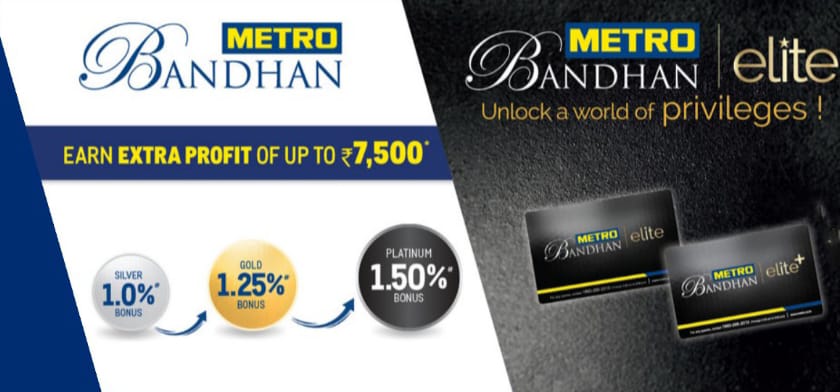 METRO
BANDHAN
EARN EXTRA PROFIT OF UP TO ₹7,500*
SILVER
1.0%*
BONUS
GOLD
1.25%*
BONUS
PLATINUM
1.50%*
BONUS
METRO
BANDHAN elite
Unlock a world of privileges !
METRO
BANDHAN elite
METRO
BANDHAN elite+